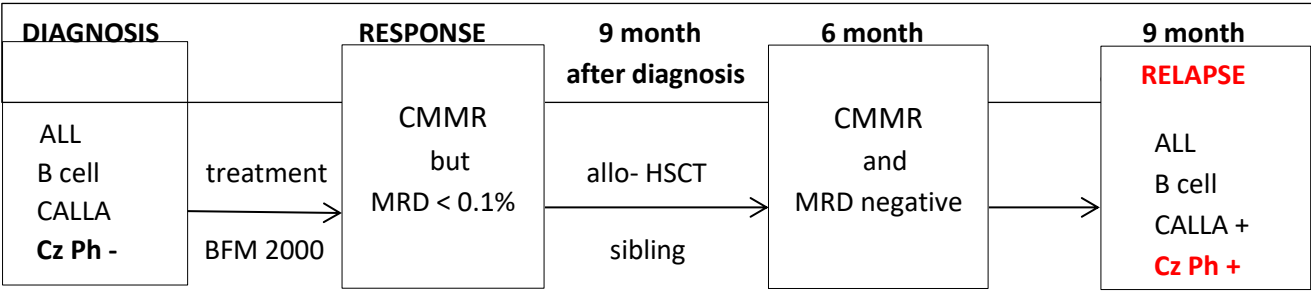 DIAGNOSIS
ALL
B cell
CALLA
Cz Ph -
treatment
BFM 2000
RESPONSE
CMMR
but
MRD < 0.1%
9 month
after diagnosis
allo- HSCT
sibling
6 month
CMMR
and
MRD negative
9 month
RELAPSE
ALL
B cell
CALLA +
Cz Ph +